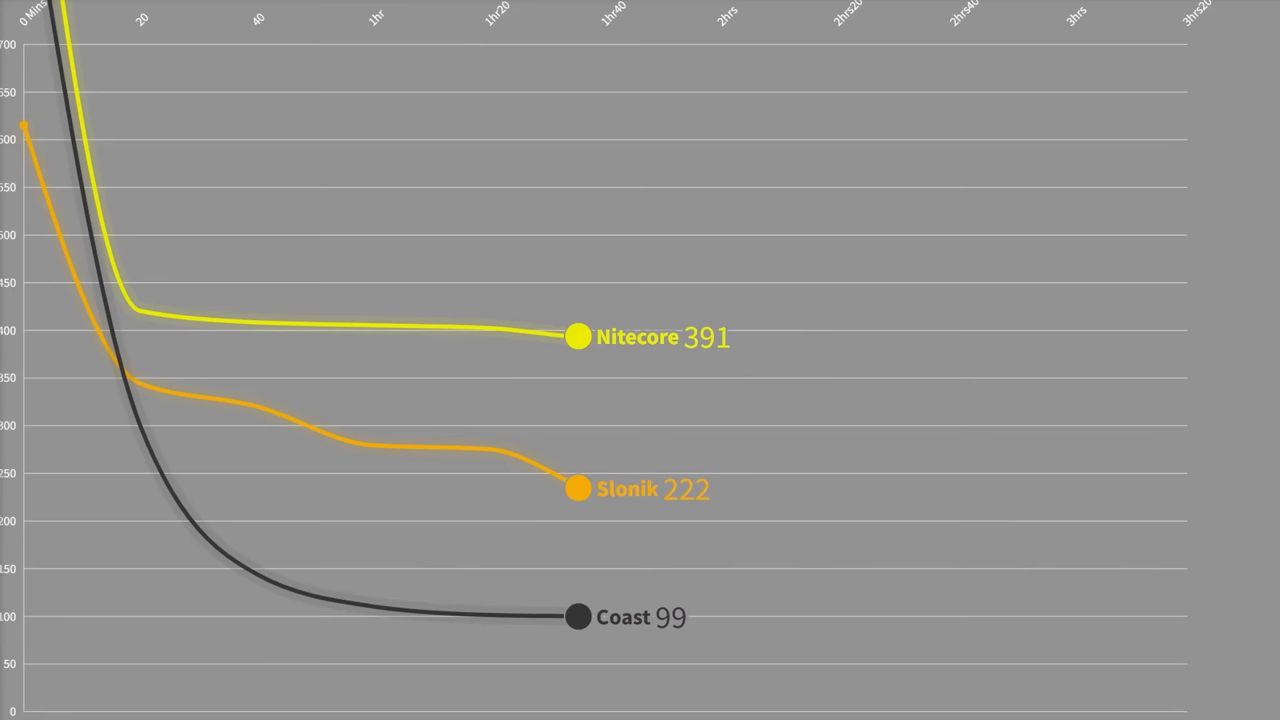 0 Mins
20
40
1hr
1hr20
1hr40
2hrs
2hrs20
2hrs40
3hrs
3hrs20
700
650
600
550
500
450
400
350
300
250
200
150
100
50
0
Nitecore 391
Slonik 222
Coast 99